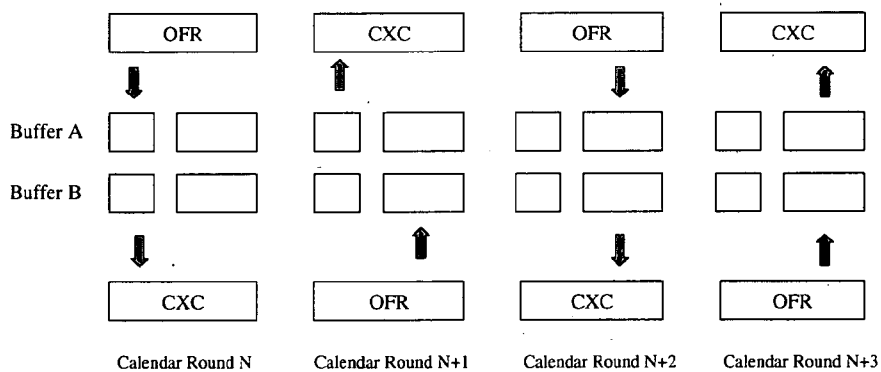 OFR CXC OFR CXC
Buffer A
Buffer B
CXC OFR CXC OFR
Calendar Round N Calendar Round N+1 Calendar Round N+2 Calendar Round N+3